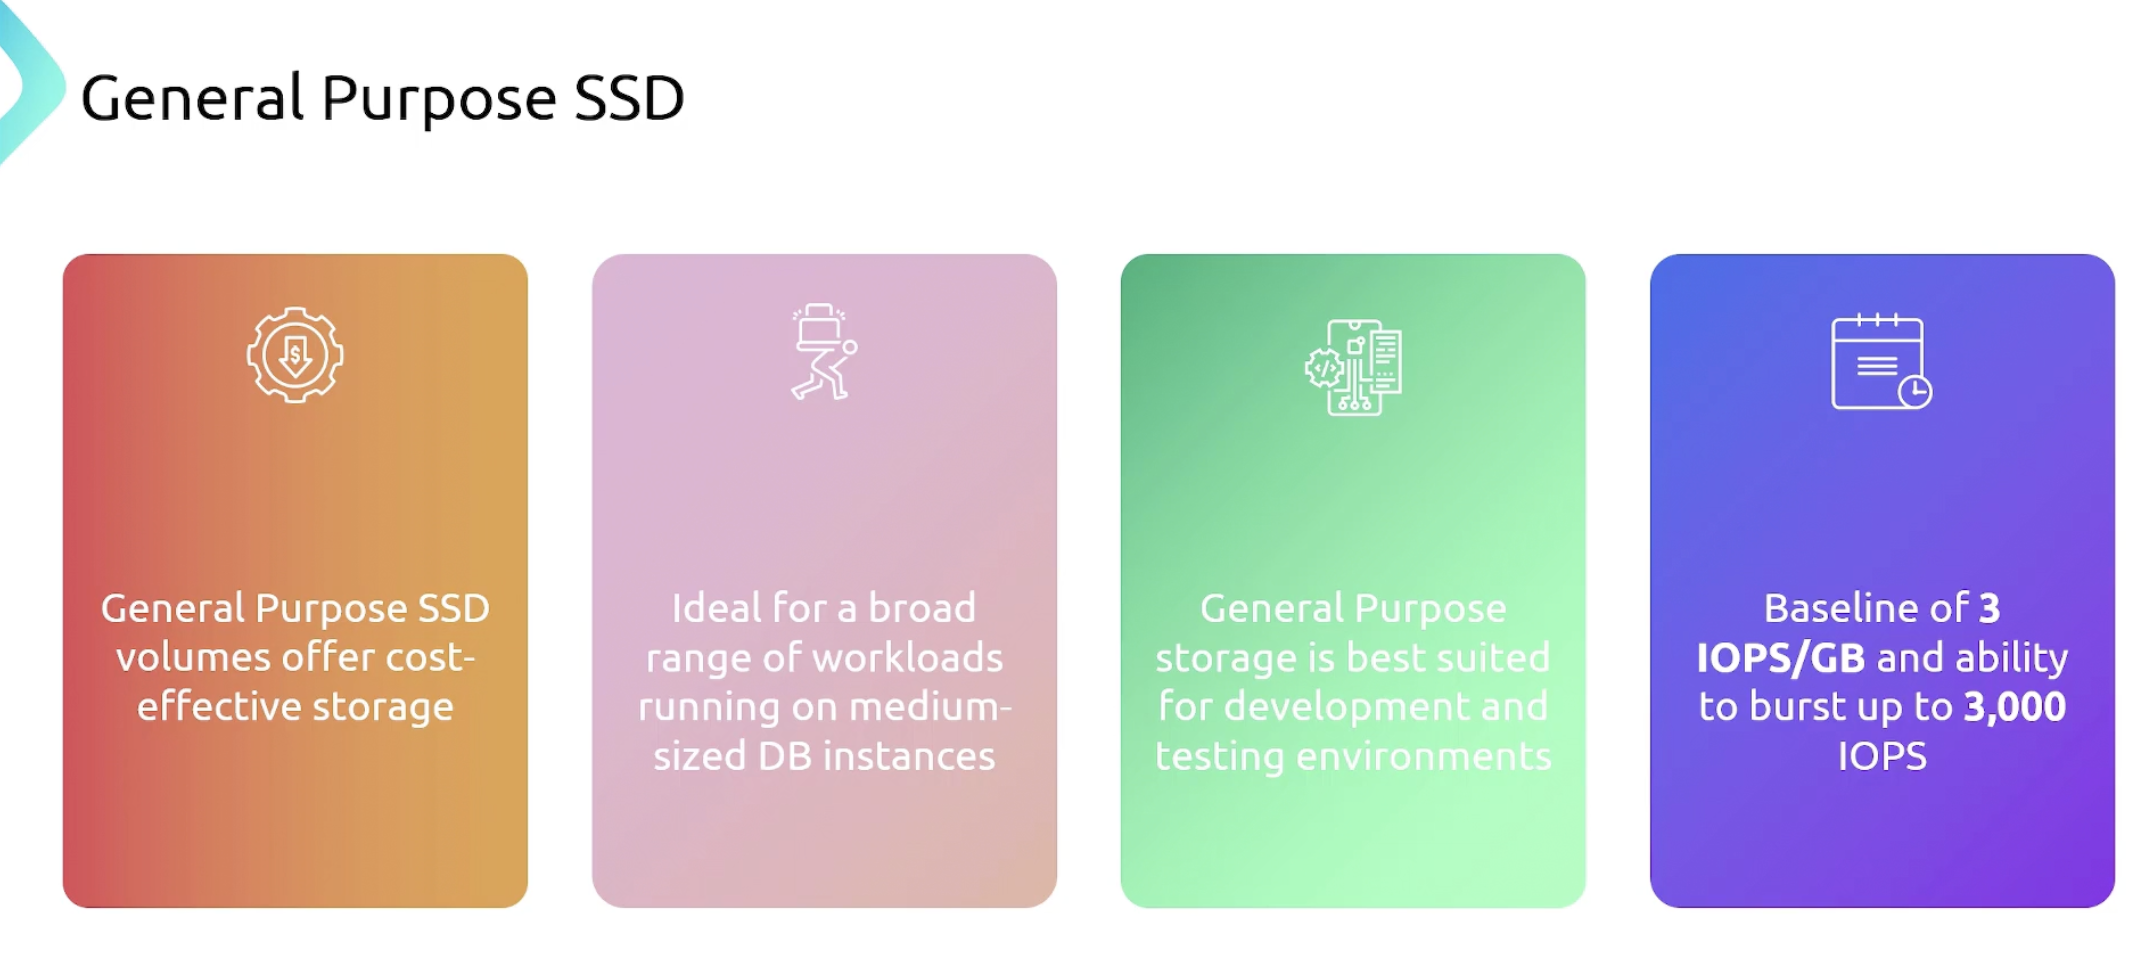 General Purpose SSD
General Purpose SSD
volumes offer cost-
effective storage
Ideal for a broad
range of workloads
running on medium-
sized DB instances
General Purpose
storage is best suited
for development and
testing environments
Baseline of 3
IOPS/GB and ability
to burst up to 3,000
IOPS